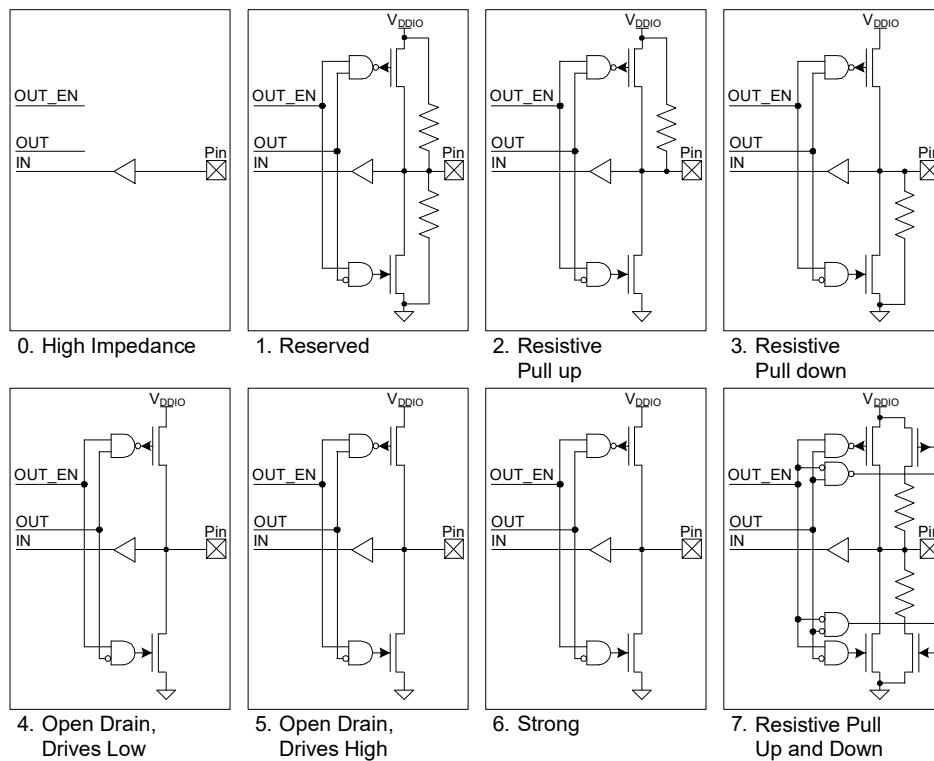 OUT_EN
OUT
IN
Pin
0. High Impedance
VDDIO
OUT_EN
OUT
IN
Pin
1. Reserved
VDDIO
OUT_EN
OUT
IN
Pin
2. Resistive
Pull up
VDDIO
OUT_EN
OUT
IN
Pin
3. Resistive
Pull down
VDDIO
OUT_EN
OUT
IN
Pin
4. Open Drain,
Drives Low
VDDIO
OUT_EN
OUT
IN
Pin
5. Open Drain,
Drives High
VDDIO
OUT_EN
OUT
IN
Pin
6. Strong
VDDIO
OUT_EN
OUT
IN
Pin
7. Resistive Pull
Up and Down